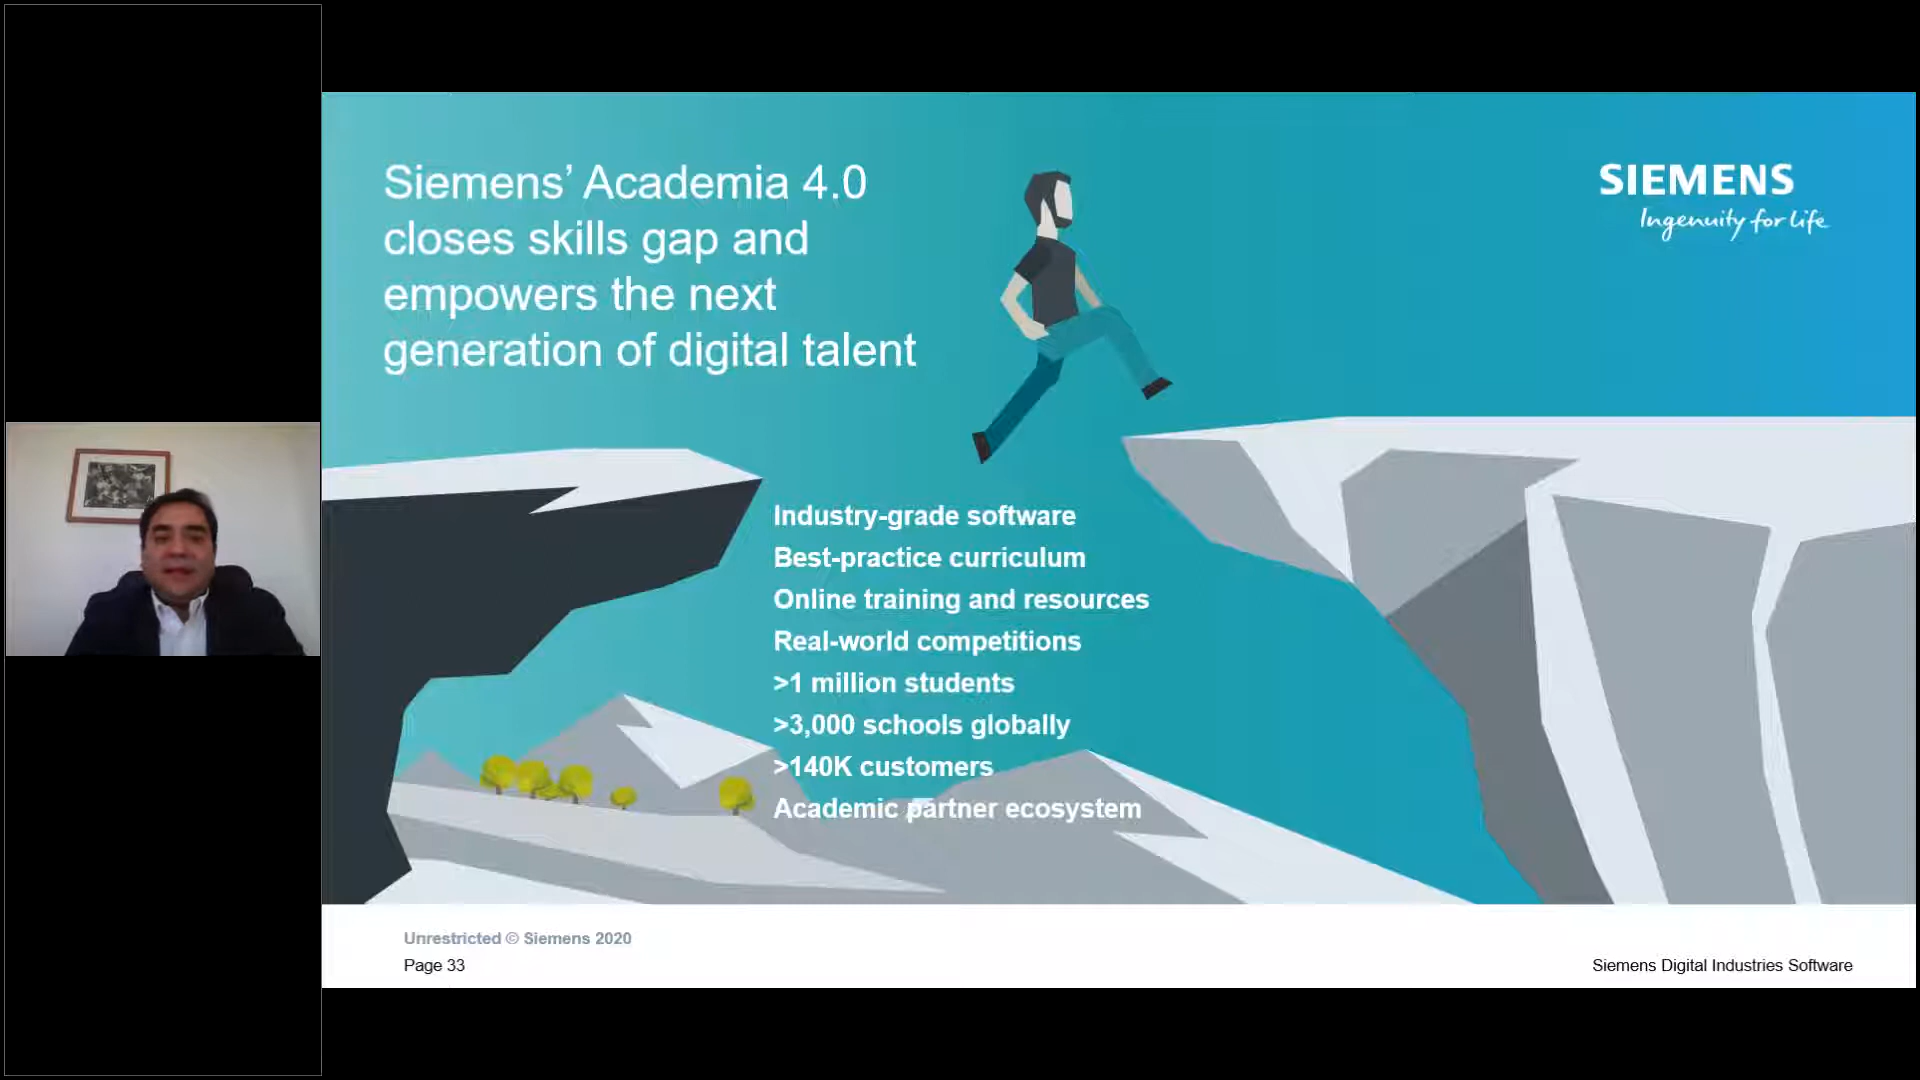 Siemens’ Academia 4.0
closes skills gap and
empowers the next
generation of digital talent
SIEMENS
Ingenuity for life
Industry-grade software
Best-practice curriculum
Online training and resources
Real-world competitions
>1 million students
>3,000 schools globally
>140K customers
Academic partner ecosystem
Unrestricted © Siemens 2020
Page 33
Siemens Digital Industries Software